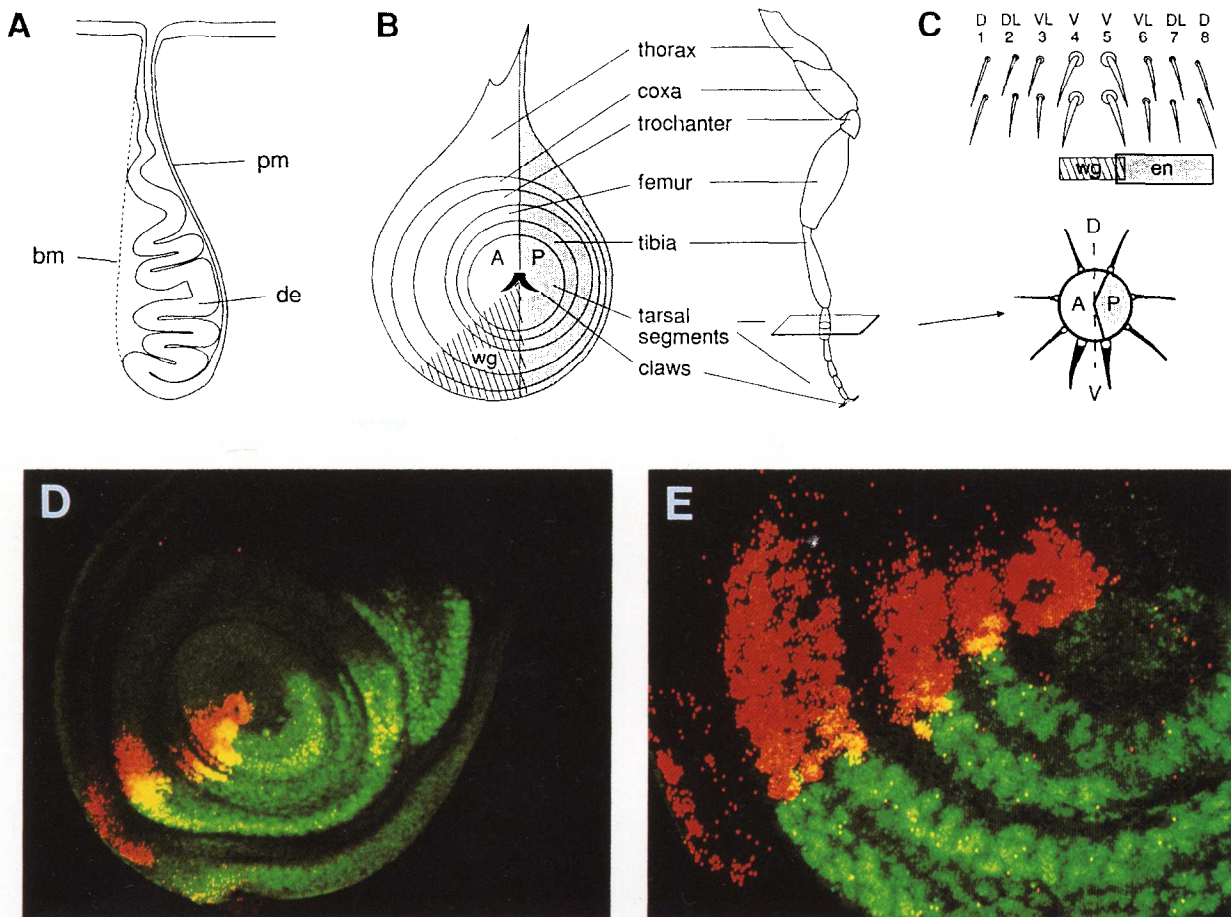 A
pm
bm
de
B
thorax
coxa
trochanter
femur
tibia
tarsal
segments
claws
A P
wg
C
D DL VL V V VL DL D
1 2 3 4 5 6 7 8
wg en
D
A P
V
D
E